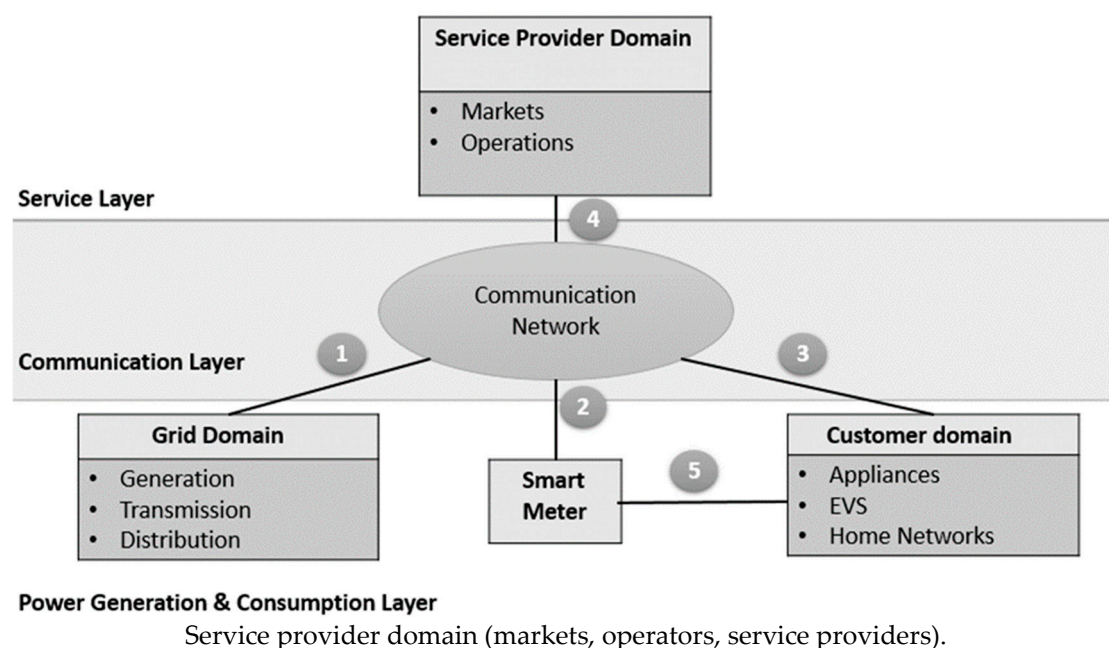 Service Provider Domain
• Markets
• Operations
Service Layer
4
Communication
Network
1
3
Communication Layer
2
Grid Domain
• Generation
• Transmission
• Distribution
Smart
Meter
5
Customer domain
• Appliances
• EVS
• Home Networks
Power Generation & Consumption Layer
Service provider domain (markets, operators, service providers).